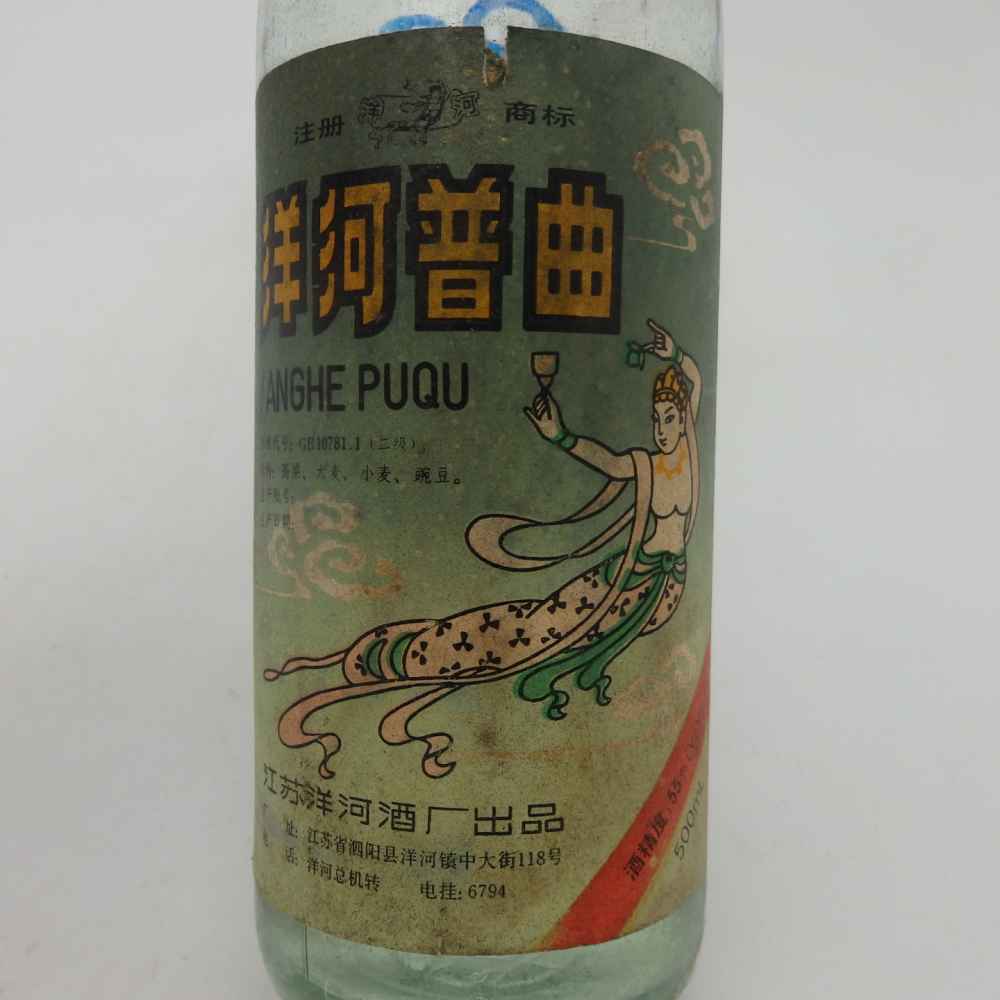 注册 洋河 商标
洋河普曲
ANGHE PUQU
代号：GB10781.1（二级）
高粱、大麦、小麦、豌豆。
江苏洋河酒厂出品
址：江苏省泗阳县洋河镇中大街118号
话：洋河总机转 电挂：6794
酒精度：55°
500mL